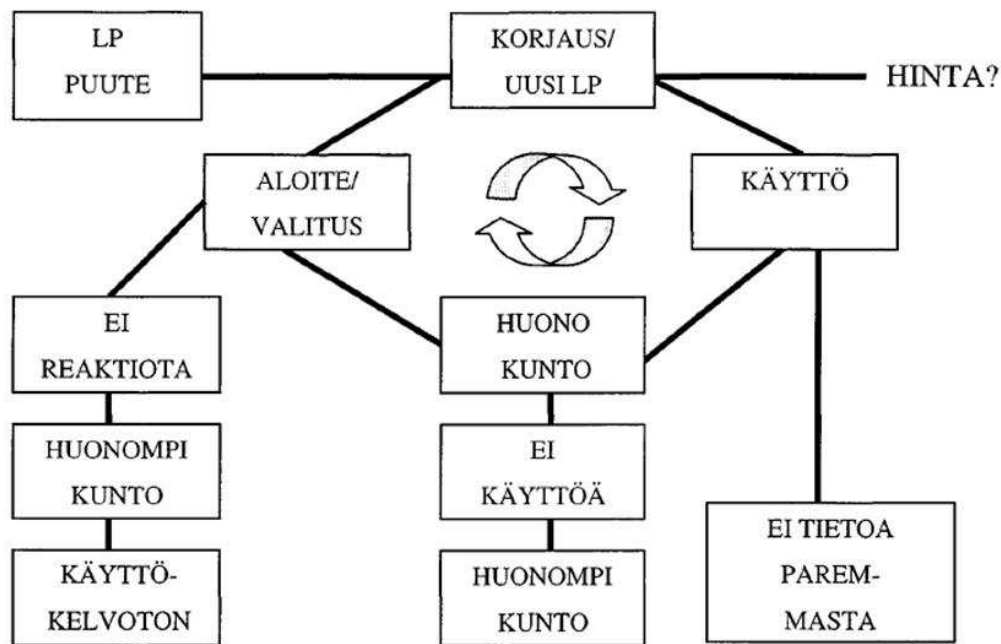 LP
PUUTE
KORJAUS/
UUSI LP
HINTA?
ALOITE/
VALITUS
KÄYTTÖ
EI
REAKTIOTA
HUONO
KUNTO
HUONOMPI
KUNTO
EI
KÄYTTÖÄ
KÄYTTÖ-
KELVOTON
HUONOMPI
KUNTO
EI TIETOA
PAREM-
MASTA